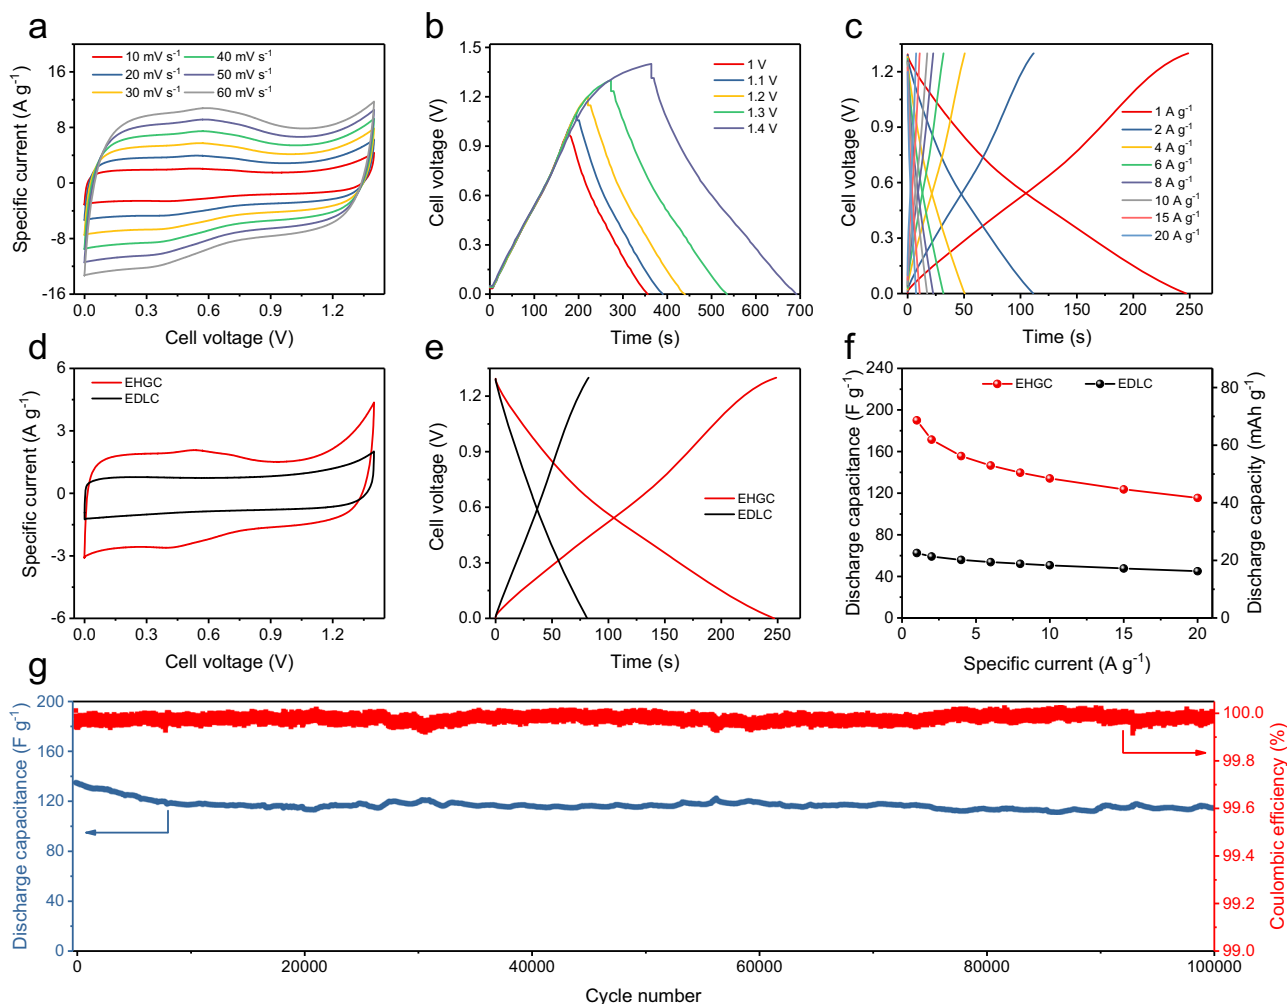 a
Specific current (A g⁻¹)
16
8
0
-8
-16
10 mV s⁻¹
20 mV s⁻¹
30 mV s⁻¹
40 mV s⁻¹
50 mV s⁻¹
60 mV s⁻¹
0.0 0.3 0.6 0.9 1.2
Cell voltage (V)
b
Cell voltage (V)
1.5
1.2
0.9
0.6
0.3
0.0
1 V
1.1 V
1.2 V
1.3 V
1.4 V
0 100 200 300 400 500 600 700
Time (s)
c
Cell voltage (V)
1.2
0.9
0.6
0.3
0.0
1 A g⁻¹
2 A g⁻¹
4 A g⁻¹
6 A g⁻¹
8 A g⁻¹
10 A g⁻¹
15 A g⁻¹
20 A g⁻¹
0 50 100 150 200 250
Time (s)
d
Specific current (A g⁻¹)
6
3
0
-3
-6
EHGC
EDLC
0.0 0.3 0.6 0.9 1.2
Cell voltage (V)
e
Cell voltage (V)
1.2
0.9
0.6
0.3
0.0
EHGC
EDLC
0 50 100 150 200 250
Time (s)
f
Discharge capacitance (F g⁻¹)
240
200
160
120
80
40
0
EHGC
EDLC
80
60
40
20
0
Discharge capacity (mAh g⁻¹)
0 5 10 15 20
Specific current (A g⁻¹)
g
Discharge capacitance (F g⁻¹)
200
160
120
80
40
0
100.0
99.8
99.6
99.4
99.2
99.0
Coulombic efficiency (%)
0 20000 40000 60000 80000 100000
Cycle number